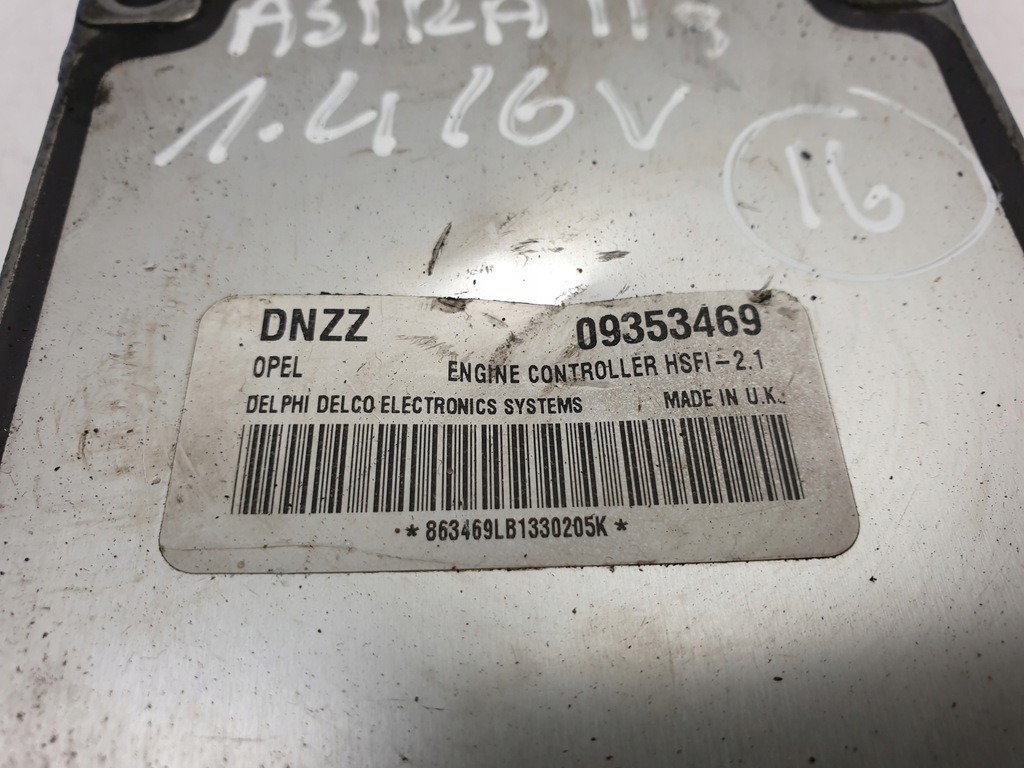 ASTRA II
1.4 16V
16
DNZZ 09353469
OPEL ENGINE CONTROLLER HSFI-2.1
DELPHI DELCO ELECTRONICS SYSTEMS MADE IN U.K.
*863469LB1330205K*